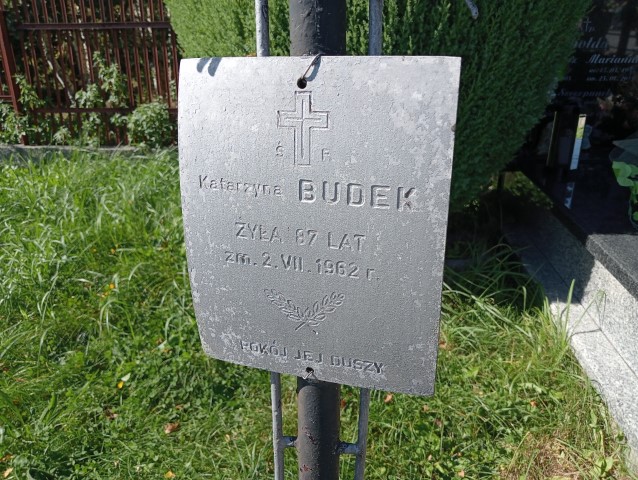 Ś P.
Katarzyna BUDEK
ŻYŁA 87 LAT
zm. 2. VII. 1962 r.
POKÓJ JEJ DUSZY